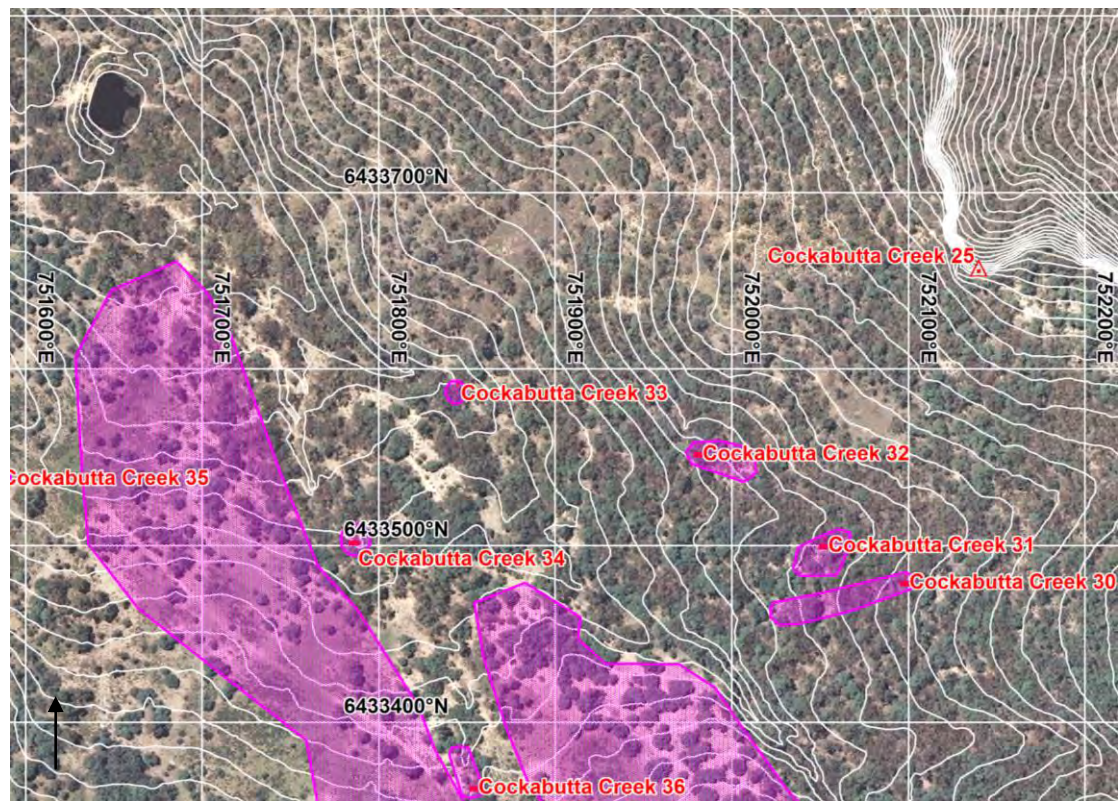 6433700°N
Cockabutta Creek 25
751600°E
751700°E
751800°E
751900°E
752000°E
752100°E
752200°E
Cockabutta Creek 33
Cockabutta Creek 32
Cockabutta Creek 35
6433500°N
Cockabutta Creek 34
Cockabutta Creek 31
Cockabutta Creek 30
6433400°N
Cockabutta Creek 36